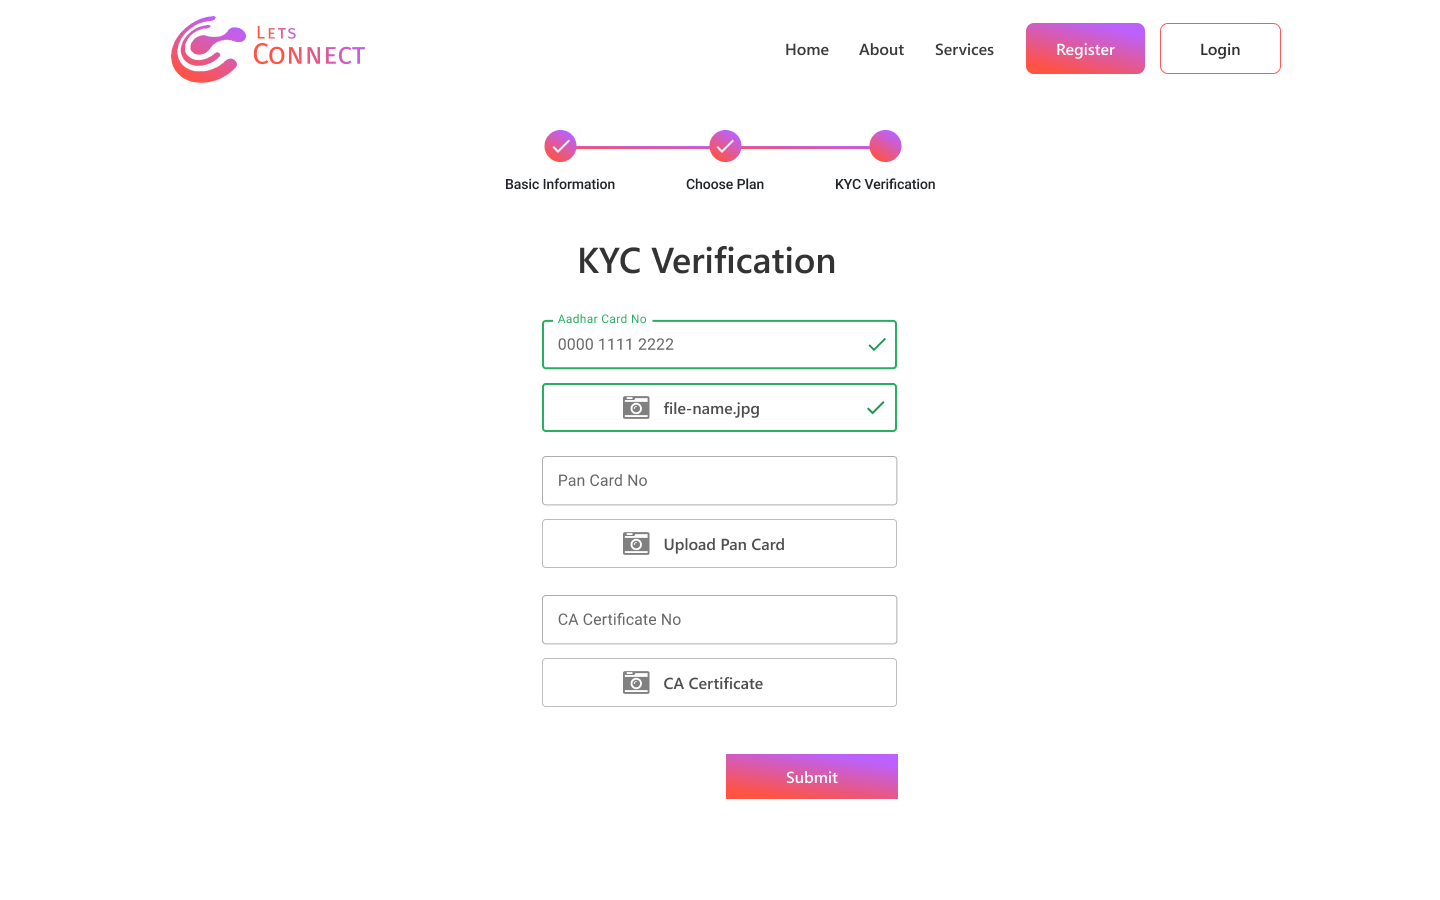 LETS
CONNECT
Home About Services Register Login
Basic Information Choose Plan KYC Verification
KYC Verification
Aadhar Card No
0000 1111 2222
file-name.jpg
Pan Card No
Upload Pan Card
CA Certificate No
CA Certificate
Submit